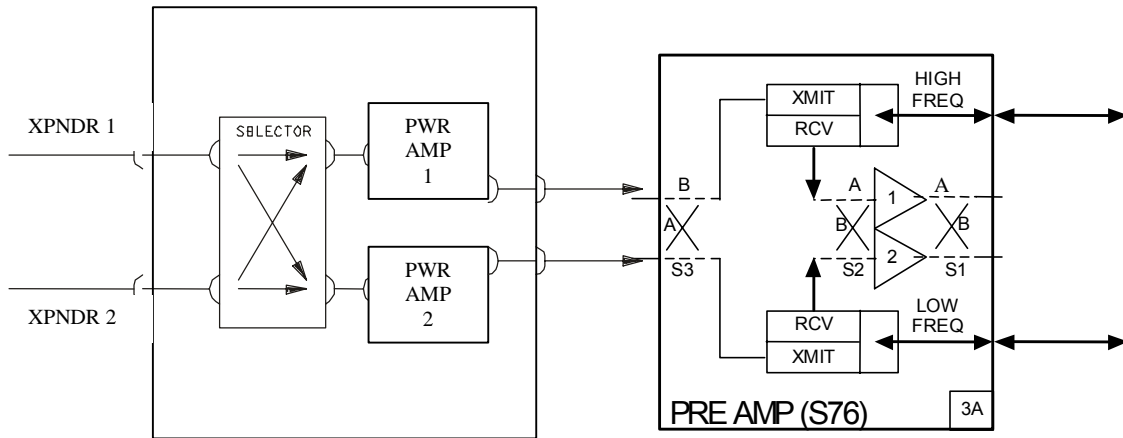 XPNDR 1
XPNDR 2
SBLECTOR
PWR
AMP
1
PWR
AMP
2
XMIT
RCV
HIGH
FREQ
B
A
S3
A
B
S2
1
2
A
B
S1
RCV
XMIT
LOW
FREQ
PRE AMP (S76)
3A